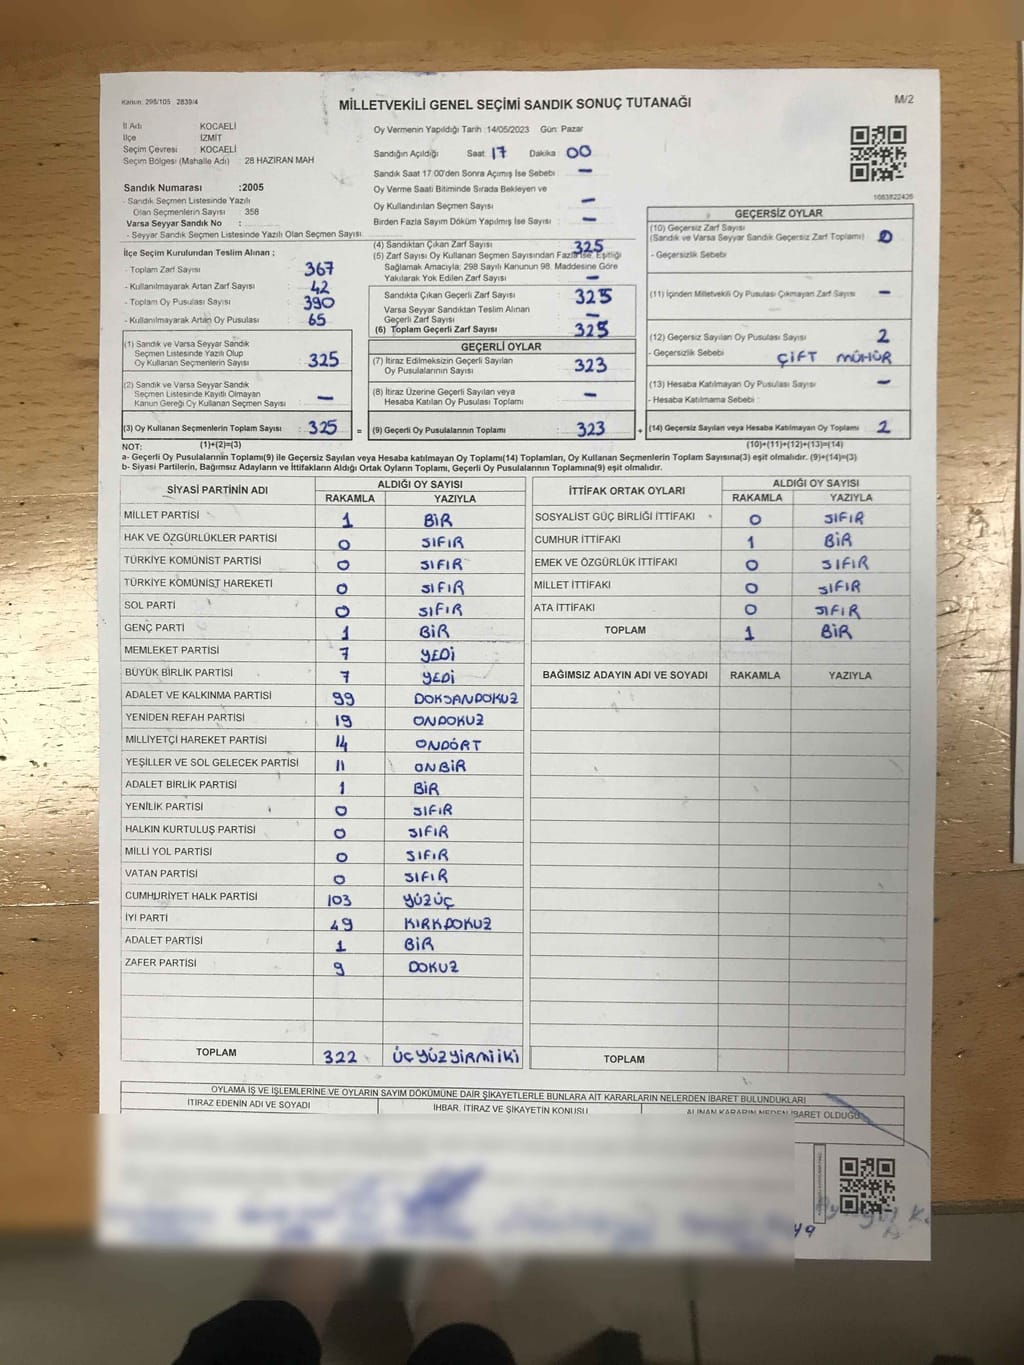 Kanun: 298/105 2839/4
MİLLETVEKİLİ GENEL SEÇİMİ SANDIK SONUÇ TUTANAĞI
M/2
İl Adı KOCAELİ
İlçe İZMİT
Seçim Çevresi KOCAELİ
Seçim Bölgesi (Mahalle Adı) : 28 HAZİRAN MAH
Sandık Numarası :2005
- Sandık Seçmen Listesinde Yazılı
Olan Seçmenlerin Sayısı : 358
Varsa Seyyar Sandık No :
- Seyyar Sandık Seçmen Listesinde Yazılı Olan Seçmen Sayısı :
Oy Vermenin Yapıldığı Tarih :14/05/2023 Gün: Pazar
Sandığın Açıldığı Saat: 17 Dakika: 00
Sandık Saat 17.00'den Sonra Açımış İse Sebebi : —
Oy Verme Saati Bitiminde Sırada Bekleyen ve
Oy Kullandırılan Seçmen Sayısı : —
Birden Fazla Sayım Döküm Yapılmış İse Sayısı : —
1683822435
İlçe Seçim Kurulundan Teslim Alınan ;
- Toplam Zarf Sayısı : 367
- Kullanılmayarak Artan Zarf Sayısı : 42
- Toplam Oy Pusulası Sayısı : 390
- Kullanılmayarak Artan Oy Pusulası : 65
(4) Sandıktan Çıkan Zarf Sayısı : 325
(5) Zarf Sayısı Oy Kullanan Seçmen Sayısından Fazla İse, Eşitliği
Sağlamak Amacıyla; 298 Sayılı Kanunun 98. Maddesine Göre
Yakılarak Yok Edilen Zarf Sayısı : —
Sandıkta Çıkan Geçerli Zarf Sayısı : 325
Varsa Seyyar Sandıktan Teslim Alınan
Geçerli Zarf Sayısı : —
(6) Toplam Geçerli Zarf Sayısı : 325
GEÇERSİZ OYLAR
(10) Geçersiz Zarf Sayısı
(Sandık ve Varsa Seyyar Sandık Geçersiz Zarf Toplamı) : 0
- Geçersizlik Sebebi :
(11) İçinden Milletvekili Oy Pusulası Çıkmayan Zarf Sayısı : —
(12) Geçersiz Sayılan Oy Pusulası Sayısı : 2
- Geçersizlik Sebebi : ÇİFT MÜHÜR
(13) Hesaba Katılmayan Oy Pusulası Sayısı : —
- Hesaba Katılmama Sebebi :
(14) Geçersiz Sayılan veya Hesaba Katılmayan Oy Toplamı : 2
(1) Sandık ve Varsa Seyyar Sandık
Seçmen Listesinde Yazılı Olup
Oy Kullanan Seçmenlerin Sayısı : 325
(2) Sandık ve Varsa Seyyar Sandık
Seçmen Listesinde Kayıtlı Olmayan
Kanun Gereği Oy Kullanan Seçmen Sayısı : —
(3) Oy Kullanan Seçmenlerin Toplam Sayısı : 325 =
GEÇERLİ OYLAR
(7) İtiraz Edilmeksizin Geçerli Sayılan
Oy Pusulalarının Sayısı : 323
(8) İtiraz Üzerine Geçerli Sayılan veya
Hesaba Katılan Oy Pusulası Toplamı : —
(9) Geçerli Oy Pusulalarının Toplamı : 323 +
NOT: (1)+(2)=(3)
(10)+(11)+(12)+(13)=(14)
a- Geçerli Oy Pusulalarının Toplamı(9) ile Geçersiz Sayılan veya Hesaba Katılmayan Oy Toplamı(14) Toplamları, Oy Kullanan Seçmenlerin Toplam Sayısına(3) eşit olmalıdır. (9)+(14)=(3)
b- Siyasi Partilerin, Bağımsız Adayların ve İttifakların Aldığı Ortak Oyların Toplamı, Geçerli Oy Pusulalarının Toplamına(9) eşit olmalıdır.
SİYASİ PARTİNİN ADI ALDIĞI OY SAYISI
RAKAMLA YAZIYLA
MİLLET PARTİSİ 1 BİR
HAK VE ÖZGÜRLÜKLER PARTİSİ 0 SIFIR
TÜRKİYE KOMÜNİST PARTİSİ 0 SIFIR
TÜRKİYE KOMÜNİST HAREKETİ 0 SIFIR
SOL PARTİ 0 SIFIR
GENÇ PARTİ 1 BİR
MEMLEKET PARTİSİ 7 YEDİ
BÜYÜK BİRLİK PARTİSİ 7 YEDİ
ADALET VE KALKINMA PARTİSİ 99 DOKSANDOKUZ
YENİDEN REFAH PARTİSİ 19 ONDOKUZ
MİLLİYETÇİ HAREKET PARTİSİ 14 ONDÖRT
YEŞİLLER VE SOL GELECEK PARTİSİ 11 ONBİR
ADALET BİRLİK PARTİSİ 1 BİR
YENİLİK PARTİSİ 0 SIFIR
HALKIN KURTULUŞ PARTİSİ 0 SIFIR
MİLLİ YOL PARTİSİ 0 SIFIR
VATAN PARTİSİ 0 SIFIR
CUMHURİYET HALK PARTİSİ 103 YÜZÜÇ
İYİ PARTİ 49 KIRKDOKUZ
ADALET PARTİSİ 1 BİR
ZAFER PARTİSİ 9 DOKUZ
TOPLAM 322 ÜÇYÜZYİRMİİKİ
İTTİFAK ORTAK OYLARI ALDIĞI OY SAYISI
RAKAMLA YAZIYLA
SOSYALİST GÜÇ BİRLİĞİ İTTİFAKI 0 SIFIR
CUMHUR İTTİFAKI 1 BİR
EMEK VE ÖZGÜRLÜK İTTİFAKI 0 SIFIR
MİLLET İTTİFAKI 0 SIFIR
ATA İTTİFAKI 0 SIFIR
TOPLAM 1 BİR
BAĞIMSIZ ADAYIN ADI VE SOYADI RAKAMLA YAZIYLA
TOPLAM
OYLAMA İŞ VE İŞLEMLERİNE VE OYLARIN SAYIM DÖKÜMÜNE DAİR ŞİKAYETLERLE BUNLARA AİT KARARLARIN NELERDEN İBARET BULUNDUKLARI
İTİRAZ EDENİN ADI VE SOYADI İHBAR, İTİRAZ VE ŞİKAYETİN KONUSU ALINAN KARARIN NEDEN İBARET OLDUĞU